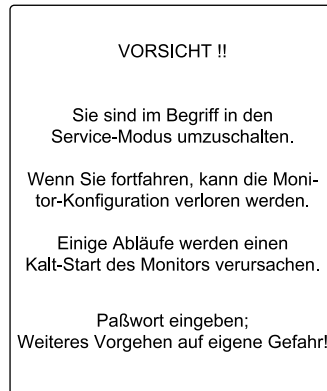 VORSICHT !!
Sie sind im Begriff in den
Service-Modus umzuschalten.
Wenn Sie fortfahren, kann die Moni-
tor-Konfiguration verloren werden.
Einige Abläufe werden einen
Kalt-Start des Monitors verursachen.
Paßwort eingeben;
Weiteres Vorgehen auf eigene Gefahr!